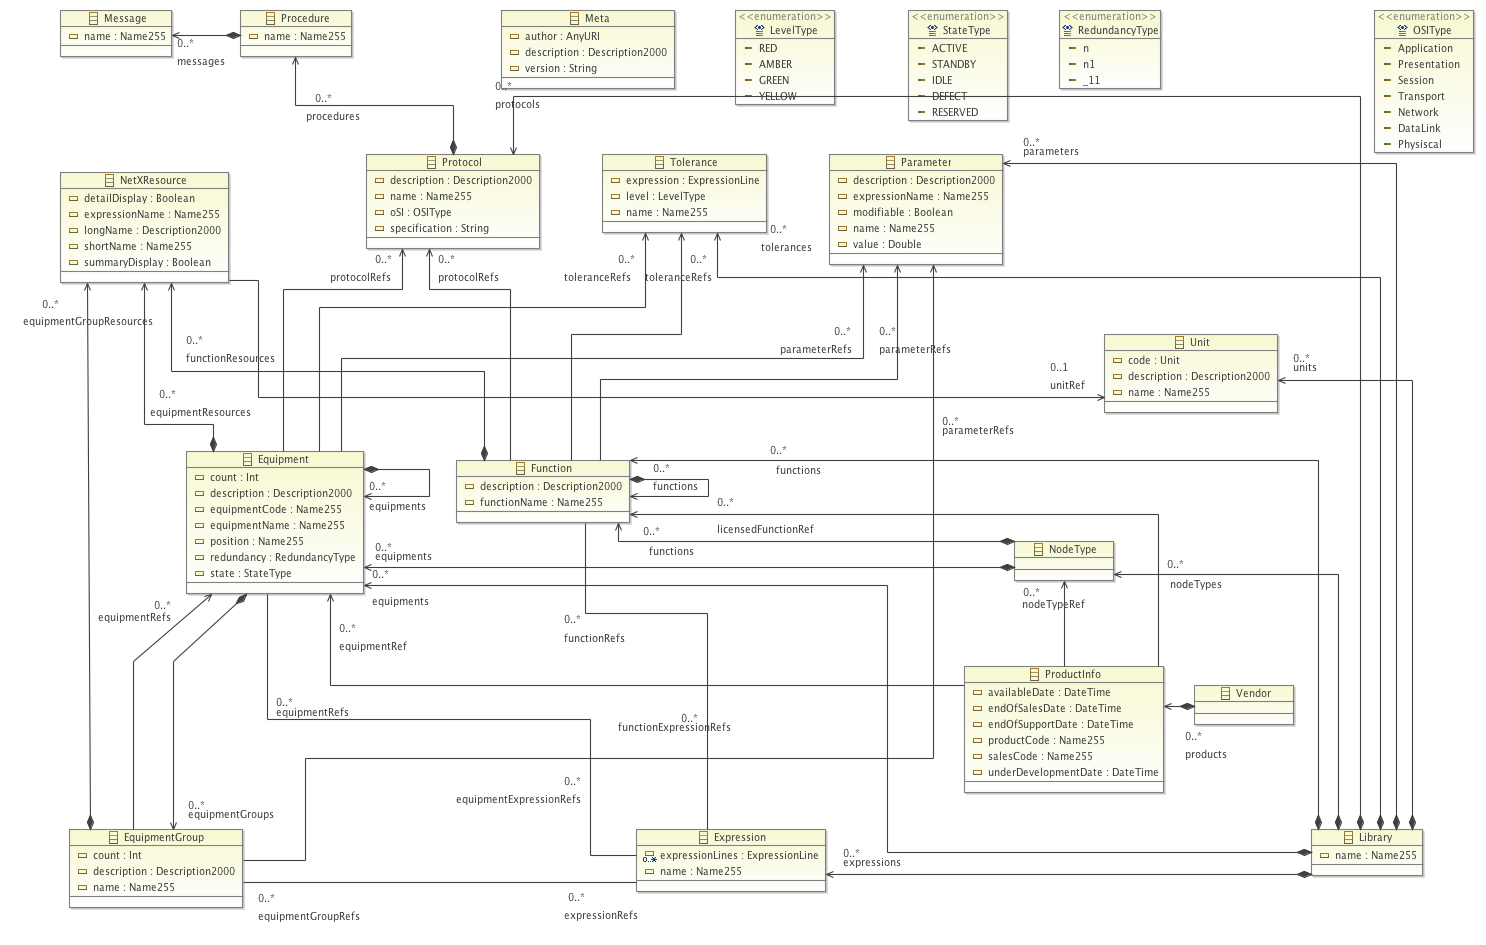 Message
name : Name255
0..*
messages
Procedure
name : Name255
0..*
procedures
Meta
author : AnyURI
description : Description2000
version : String
0..*
protocols
<<enumeration>>
LevelType
RED
AMBER
GREEN
YELLOW
<<enumeration>>
StateType
ACTIVE
STANDBY
IDLE
DEFECT
RESERVED
<<enumeration>>
RedundancyType
n
n1
_11
<<enumeration>>
OSIType
Application
Presentation
Session
Transport
Network
DataLink
Physiscal
NetXResource
detailDisplay : Boolean
expressionName : Name255
longName : Description2000
shortName : Name255
summaryDisplay : Boolean
Protocol
description : Description2000
name : Name255
oSI : OSIType
specification : String
Tolerance
expression : ExpressionLine
level : LevelType
name : Name255
Parameter
description : Description2000
expressionName : Name255
modifiable : Boolean
name : Name255
value : Double
0..*
parameters
0..*
tolerances
0..*
protocolRefs
0..*
protocolRefs
0..*
toleranceRefs
0..*
toleranceRefs
0..*
equipmentGroupResources
0..*
functionResources
0..*
equipmentResources
0..*
parameterRefs
0..*
parameterRefs
0..*
parameterRefs
0..1
unitRef
Unit
code : Unit
description : Description2000
name : Name255
0..*
units
Equipment
count : Int
description : Description2000
equipmentCode : Name255
equipmentName : Name255
position : Name255
redundancy : RedundancyType
state : StateType
0..*
equipments
0..*
equipments
0..*
equipments
Function
description : Description2000
functionName : Name255
0..*
functions
0..*
functions
0..*
licensedFunctionRef
0..*
functions
NodeType
0..*
nodeTypes
0..*
nodeTypeRef
0..*
equipmentRefs
0..*
equipmentRef
0..*
functionRefs
0..*
equipmentRefs
0..*
functionExpressionRefs
0..*
equipmentExpressionRefs
0..*
equipmentGroups
ProductInfo
availableDate : DateTime
endOfSalesDate : DateTime
endOfSupportDate : DateTime
productCode : Name255
salesCode : Name255
underDevelopmentDate : DateTime
Vendor
0..*
products
EquipmentGroup
count : Int
description : Description2000
name : Name255
0..*
equipmentGroupRefs
Expression
expressionLines : ExpressionLine
0..*
name : Name255
0..*
expressionRefs
0..*
expressions
Library
name : Name255